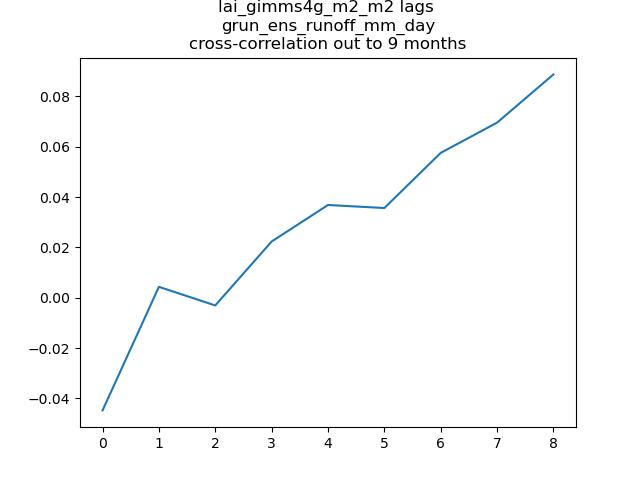 lai_gimms4g_m2_m2 lags
grun_ens_runoff_mm_day
cross-correlation out to 9 months
0.08
0.06
0.04
0.02
0.00
−0.02
−0.04
0 1 2 3 4 5 6 7 8